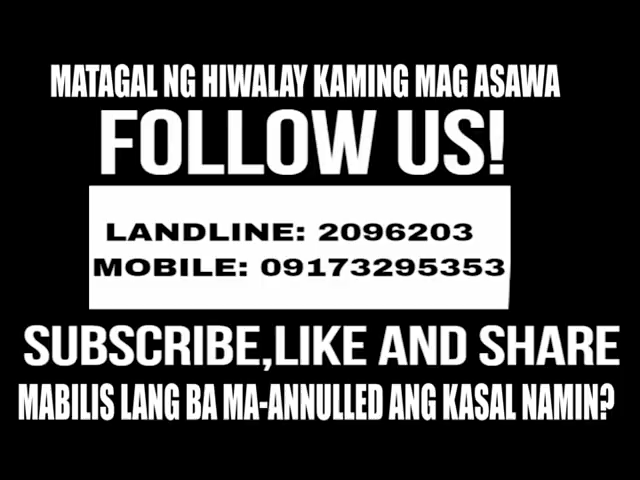 MATAGAL NG HIWALAY KAMING MAG ASAWA
FOLLOW US!
LANDLINE: 2096203
MOBILE: 09173295353
SUBSCRIBE,LIKE AND SHARE
MABILIS LANG BA MA-ANNULLED ANG KASAL NAMIN?